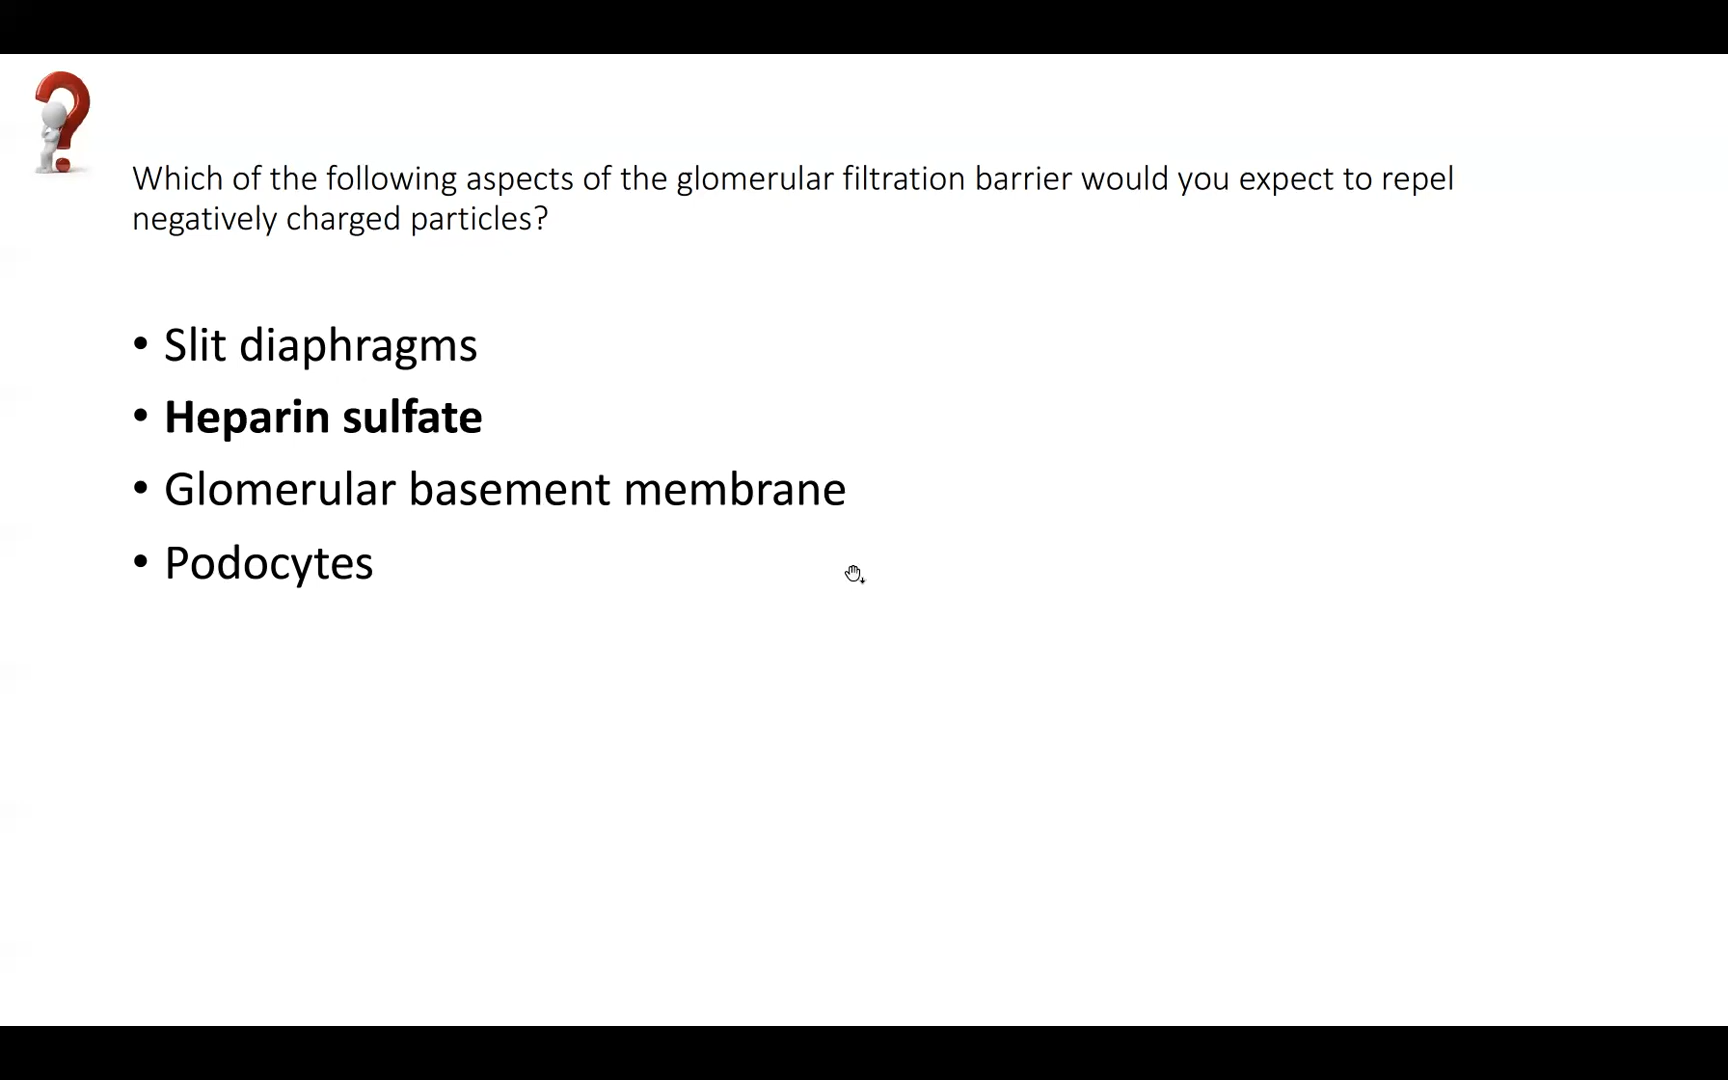 Which of the following aspects of the glomerular filtration barrier would you expect to repel
negatively charged particles?
• Slit diaphragms
• Heparin sulfate
• Glomerular basement membrane
• Podocytes